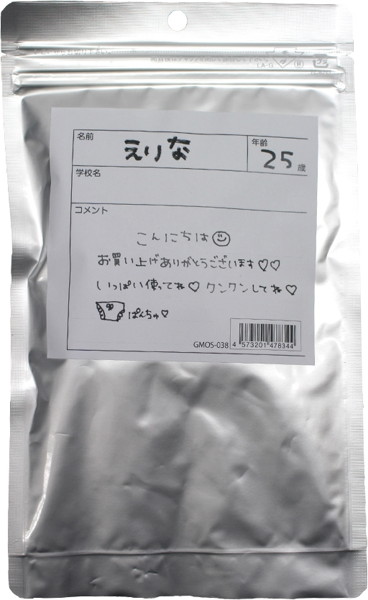 名前
えりな
年齢
25歳
学校名
コメント
こんにちは
お買い上げありがとうございます♡♡
いっぱい使ってね♡ クンクンしてね♡
ぱんちゅ♡
GMOS-038
4 573201 478344